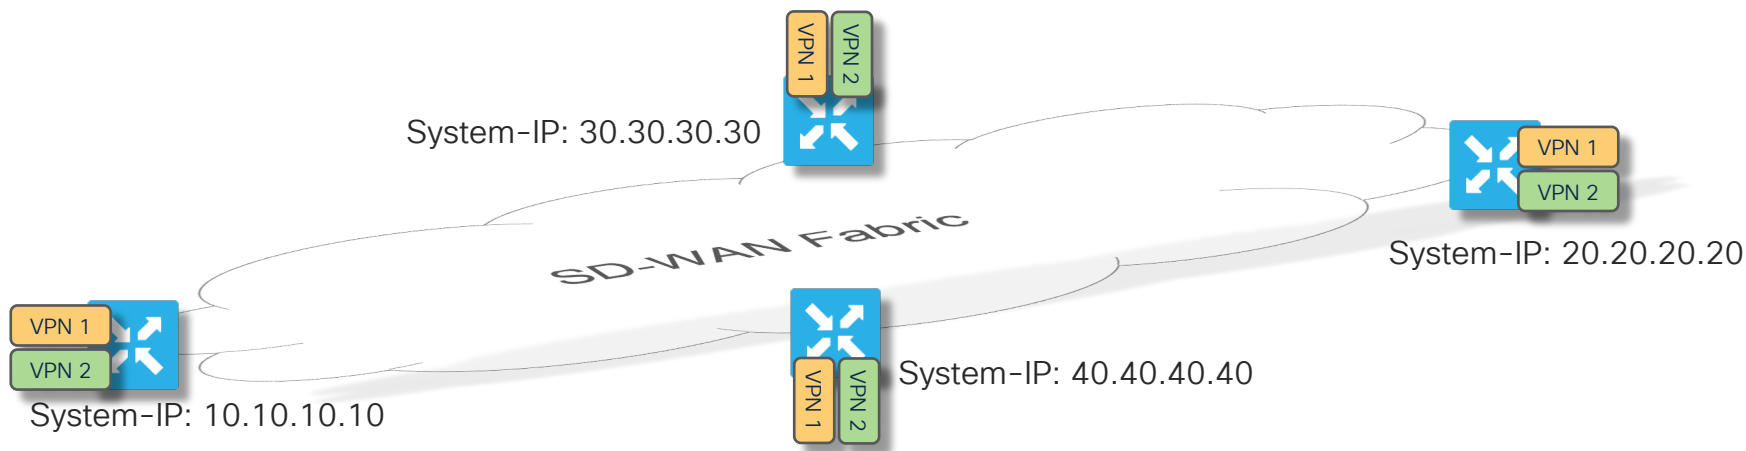 VPN 1
VPN 2
System-IP: 30.30.30.30
VPN 1
VPN 2
System-IP: 20.20.20.20
SD-WAN Fabric
VPN 1
VPN 2
System-IP: 10.10.10.10
System-IP: 40.40.40.40
VPN 1
VPN 2